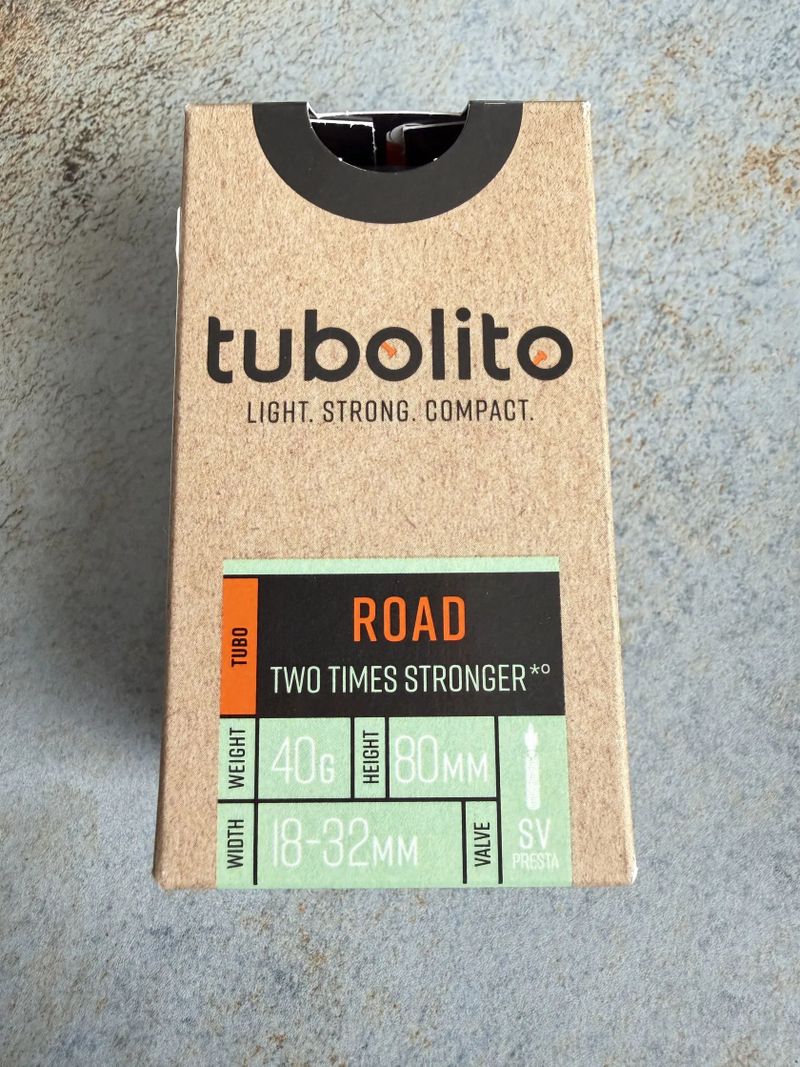 tubolito
LIGHT. STRONG. COMPACT.
TUBO
ROAD
TWO TIMES STRONGER*°
WEIGHT
40G
HEIGHT
80MM
WIDTH
18-32MM
VALVE
SV
PRESTA